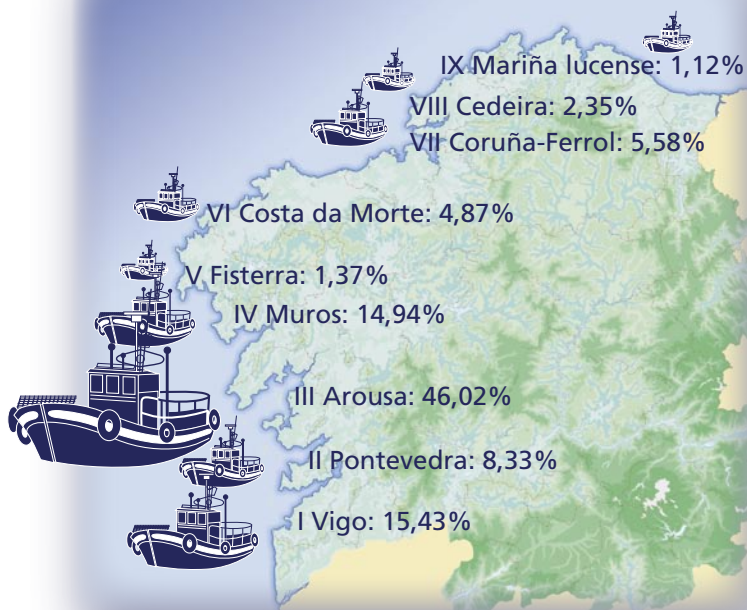 IX Mariña lucense: 1,12%
VIII Cedeira: 2,35%
VII Coruña-Ferrol: 5,58%
VI Costa da Morte: 4,87%
V Fisterra: 1,37%
IV Muros: 14,94%
III Arousa: 46,02%
II Pontevedra: 8,33%
I Vigo: 15,43%